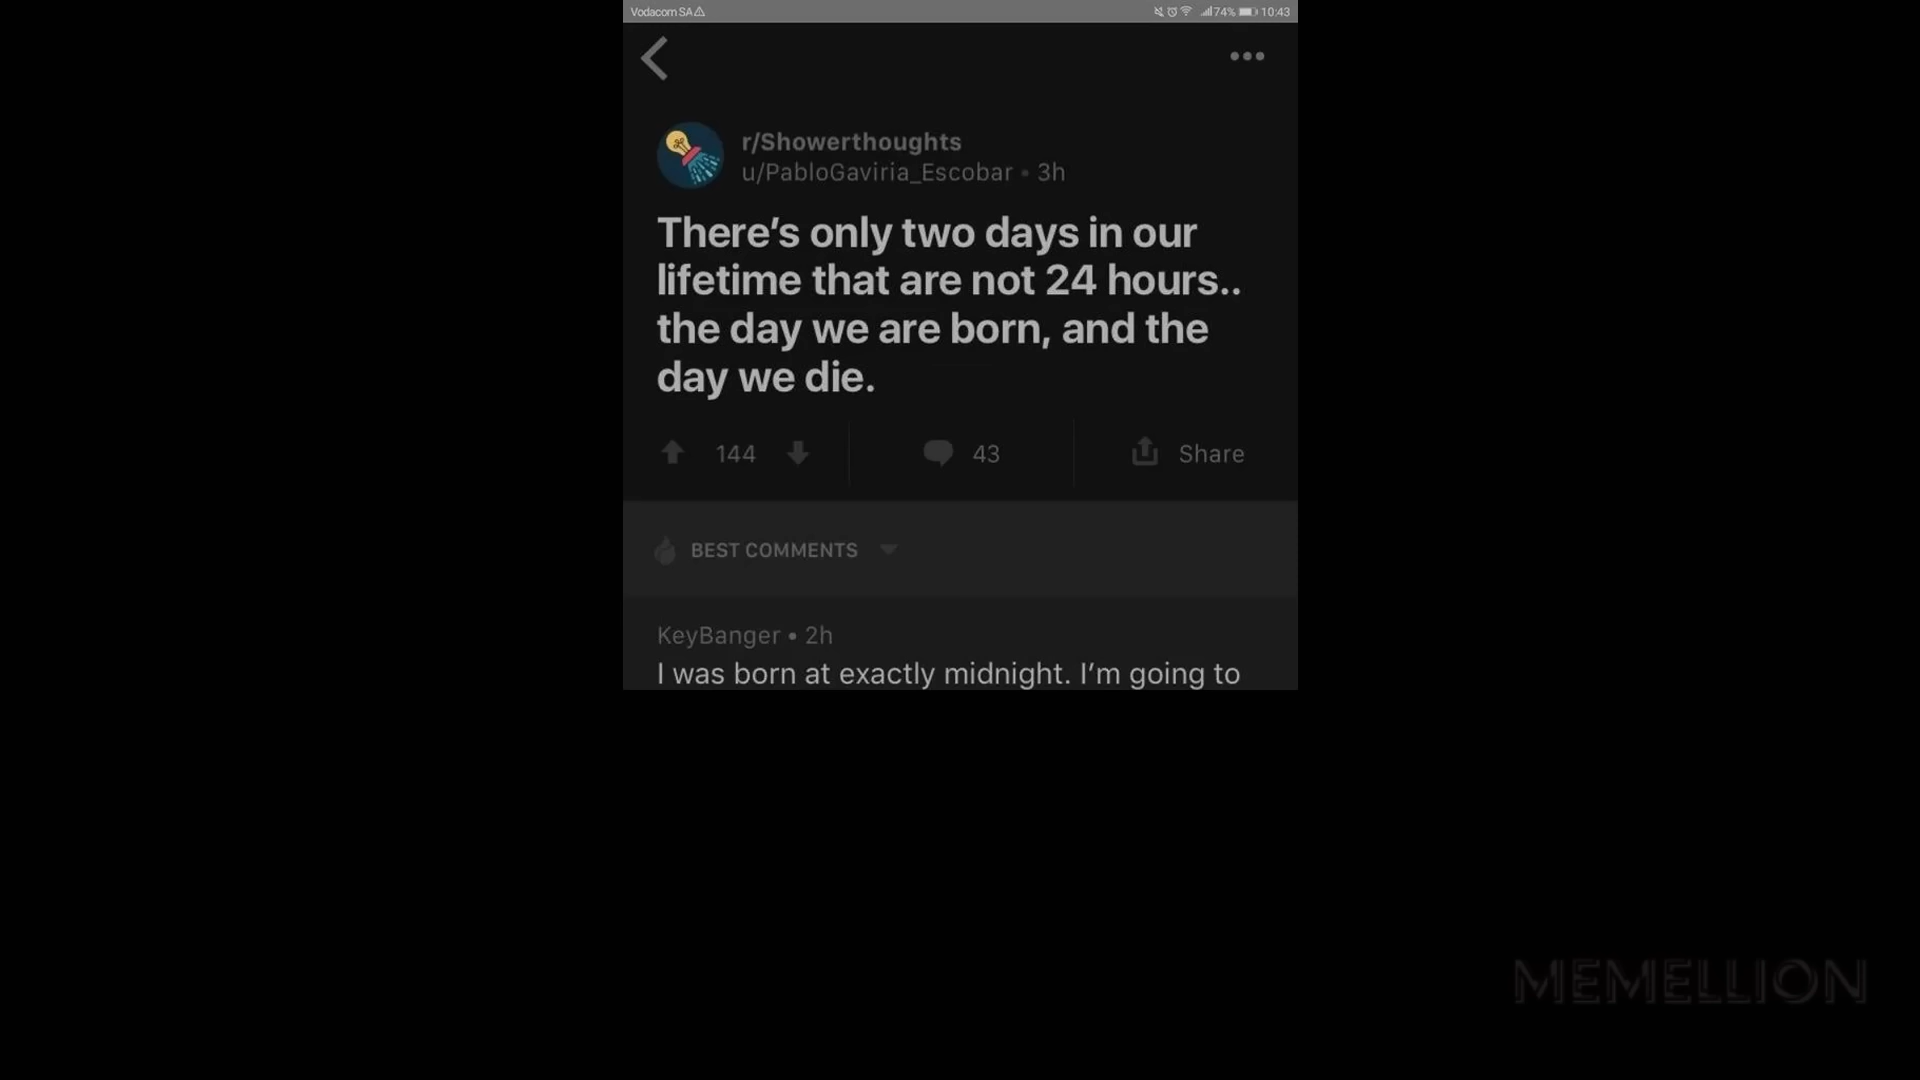 Vodacom SA
74% 10:43
r/Showerthoughts
u/PabloGaviria_Escobar • 3h
There’s only two days in our
lifetime that are not 24 hours..
the day we are born, and the
day we die.
144 43 Share
BEST COMMENTS
KeyBanger • 2h
I was born at exactly midnight. I’m going to
MEMELLION